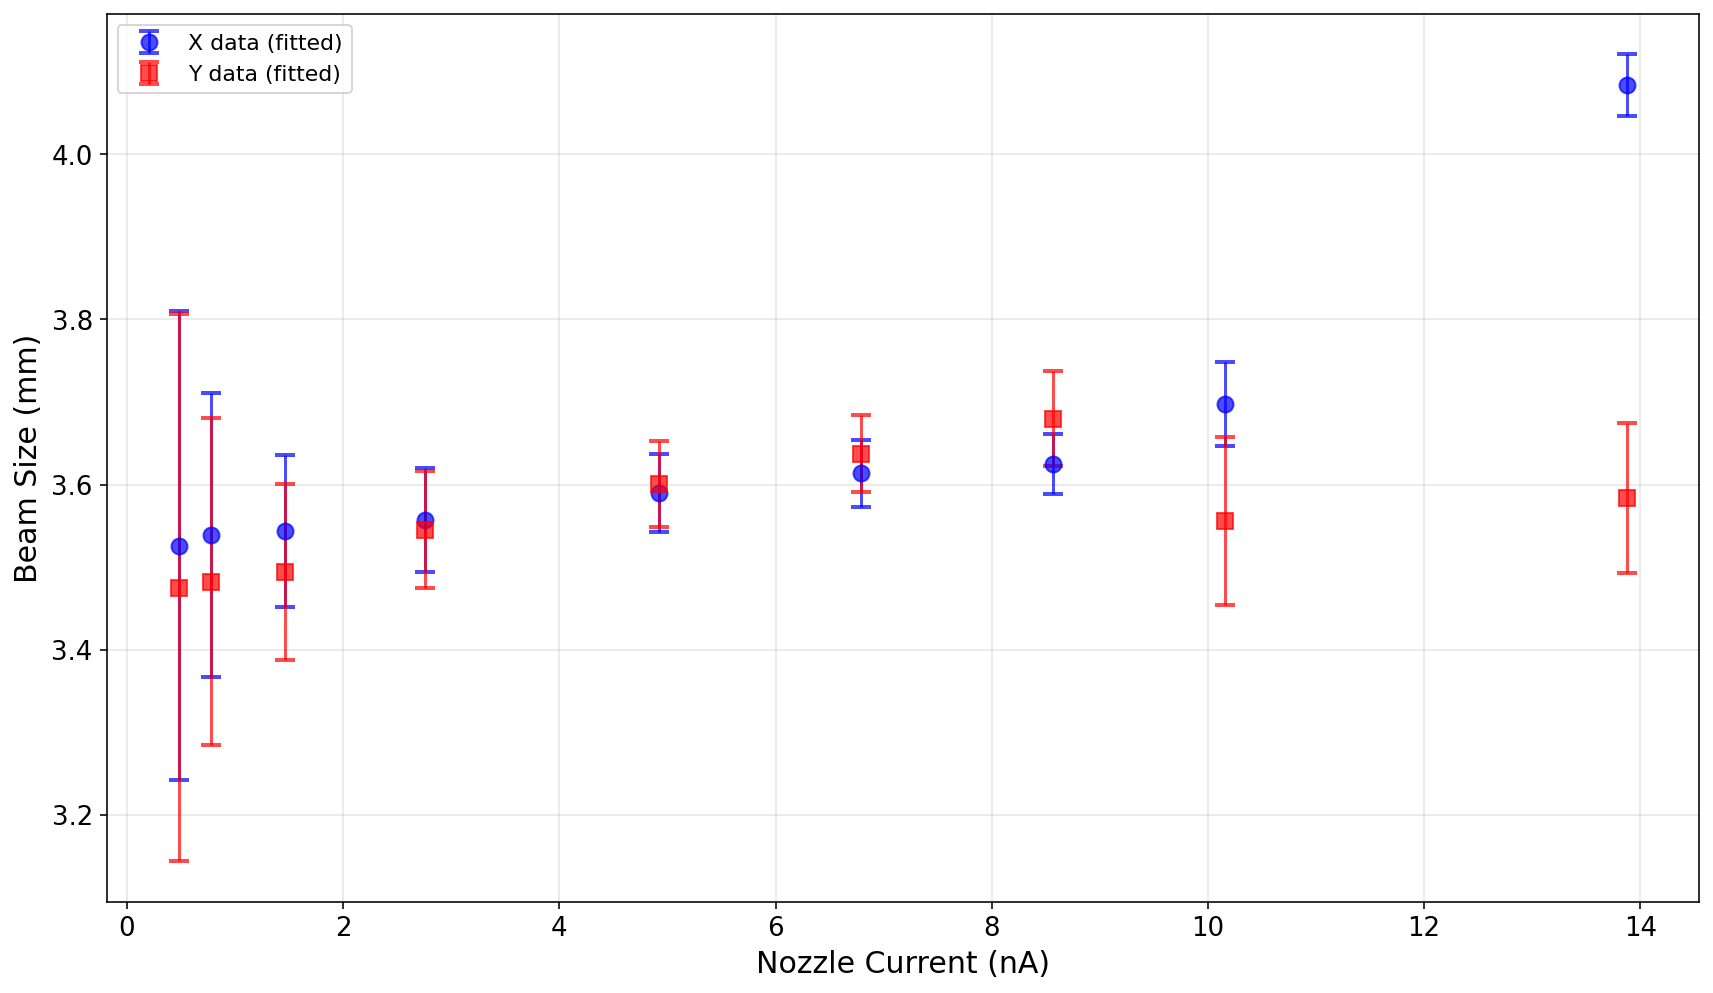 X data (fitted)
Y data (fitted)
4.0
3.8
3.6
3.4
3.2
Beam Size (mm)
0 2 4 6 8 10 12 14
Nozzle Current (nA)